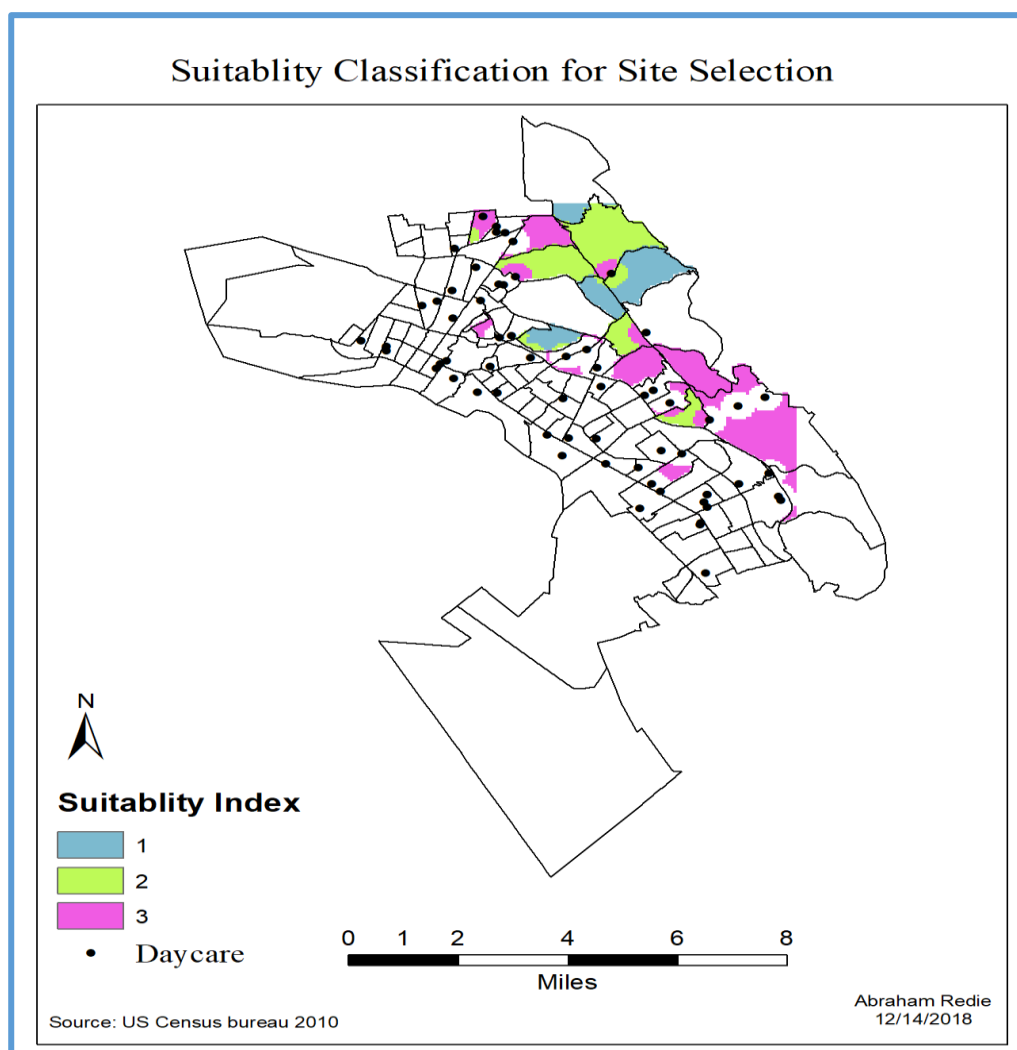 Suitablity Classification for Site Selection
N
Suitablity Index
1
2
3
Daycare
0 1 2 4 6 8
Miles
Abraham Redie
12/14/2018
Source: US Census bureau 2010